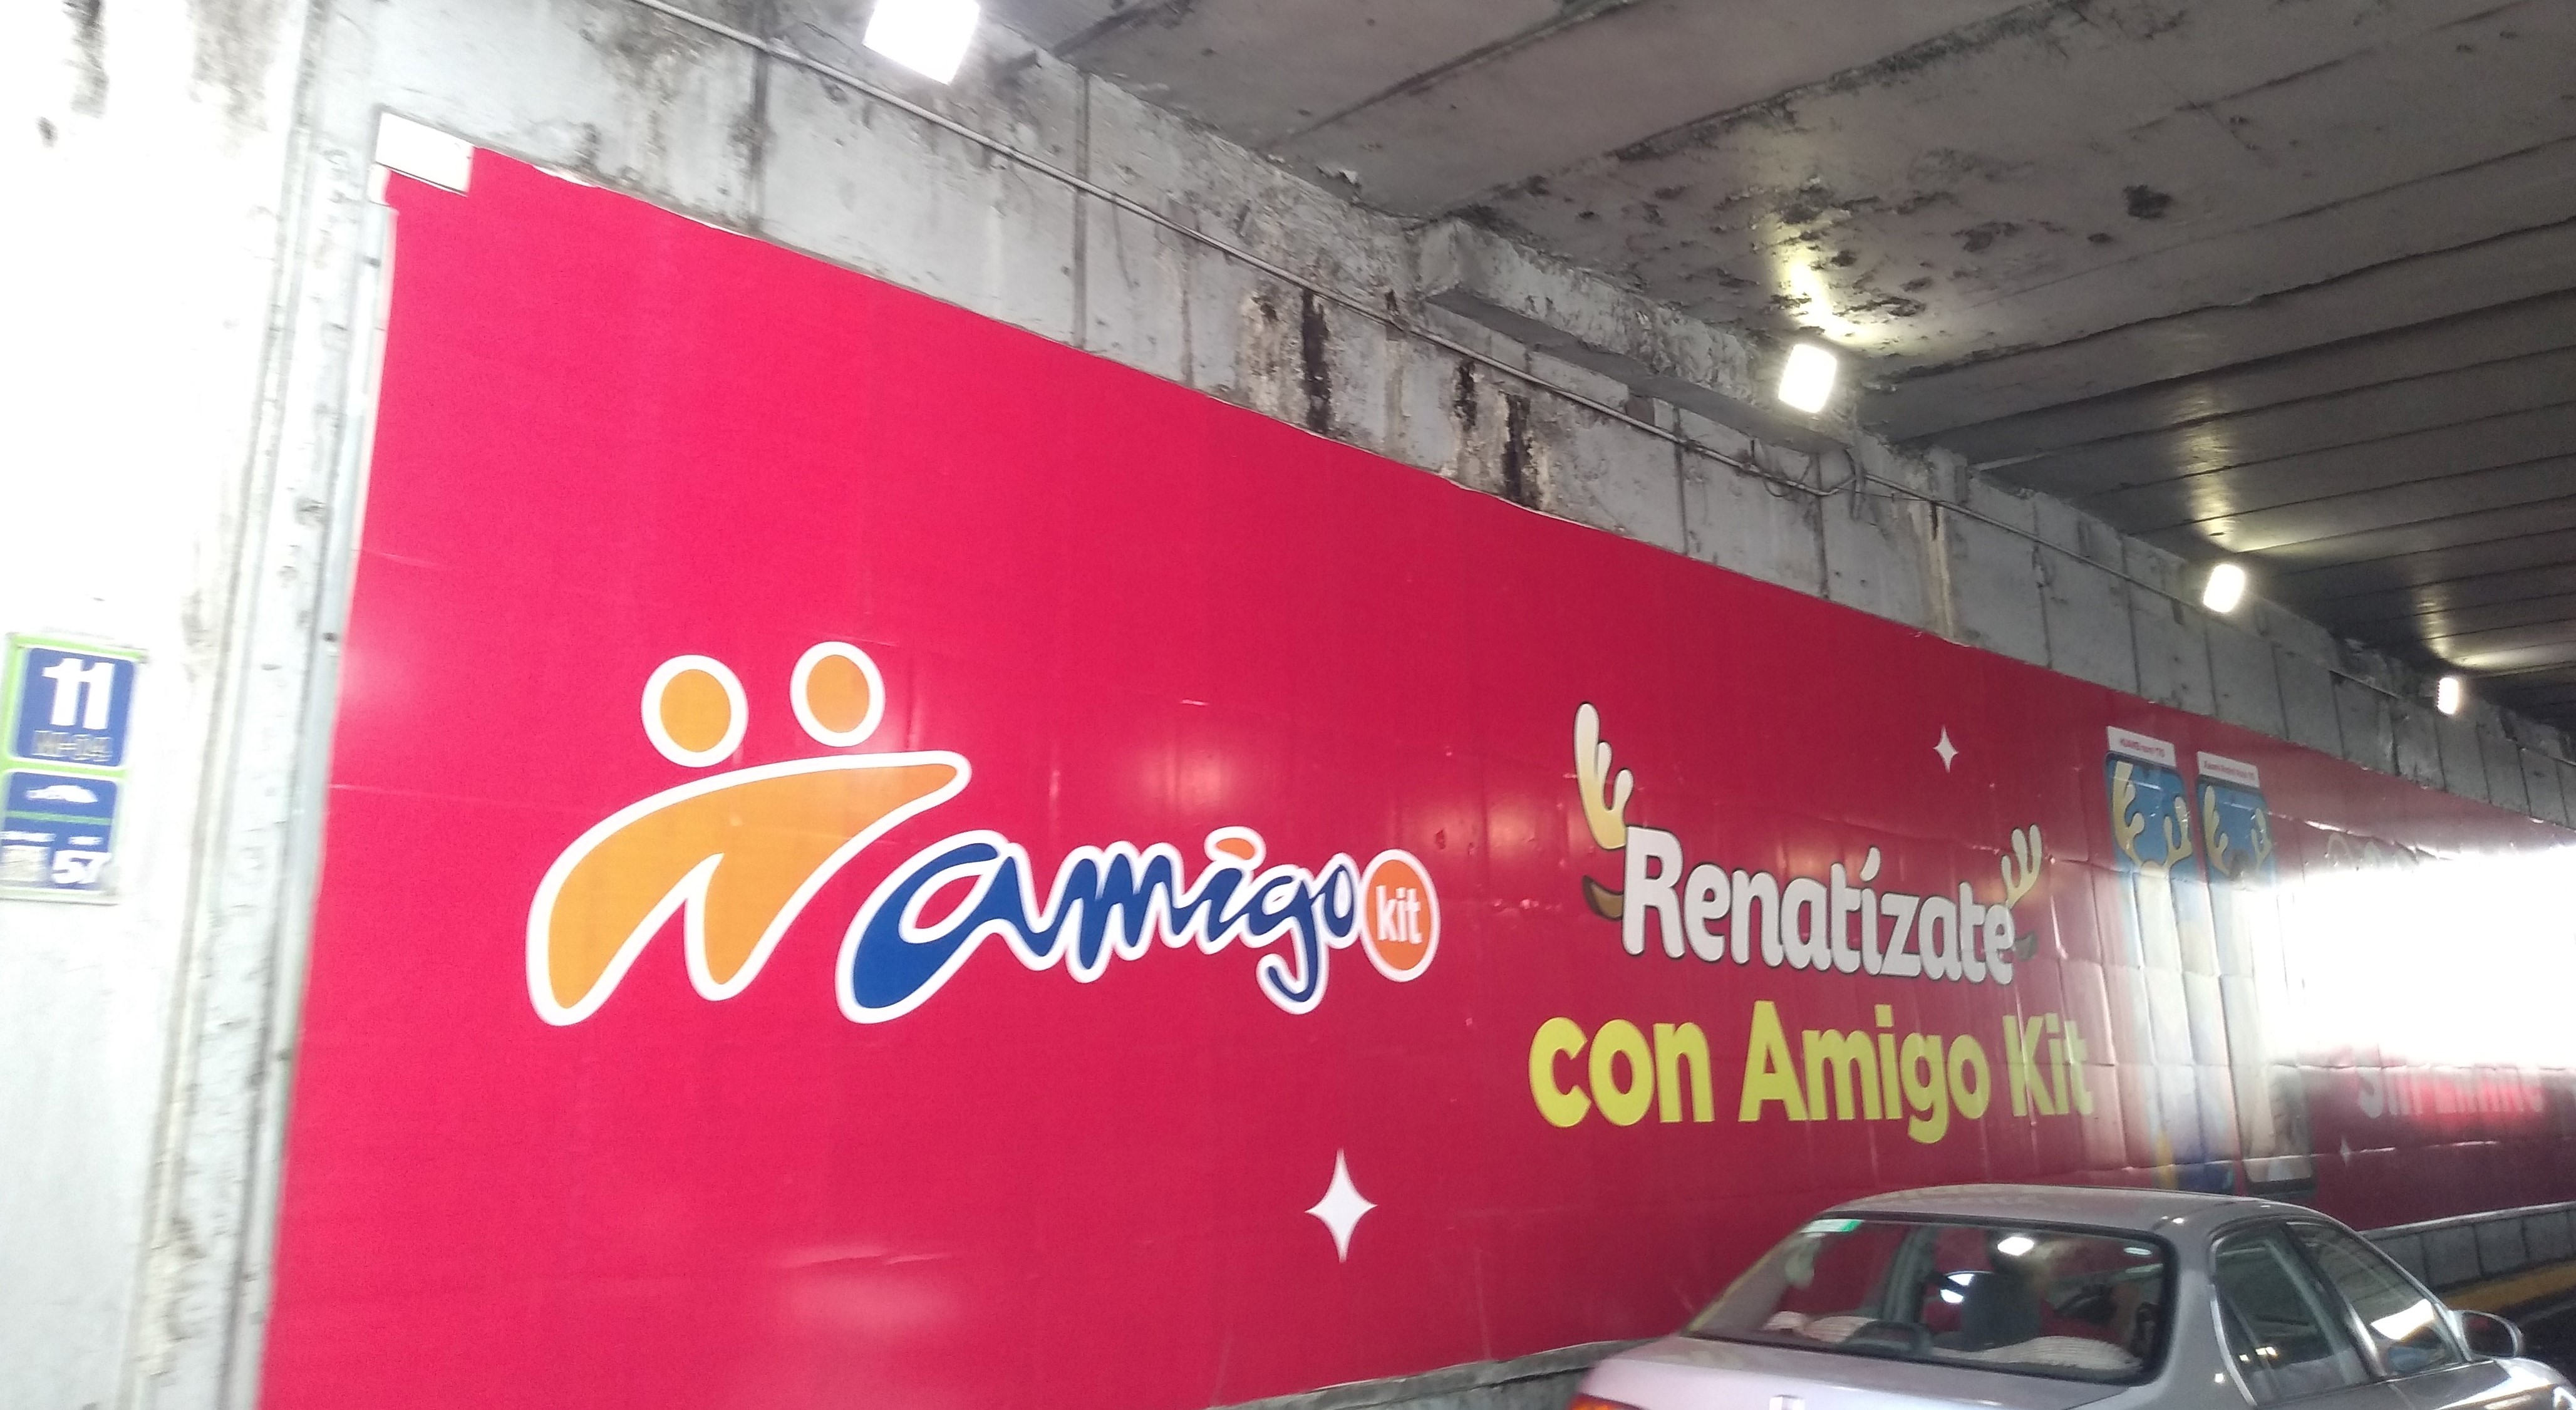 11
57
amigo kit
Renatízate
con Amigo Kit